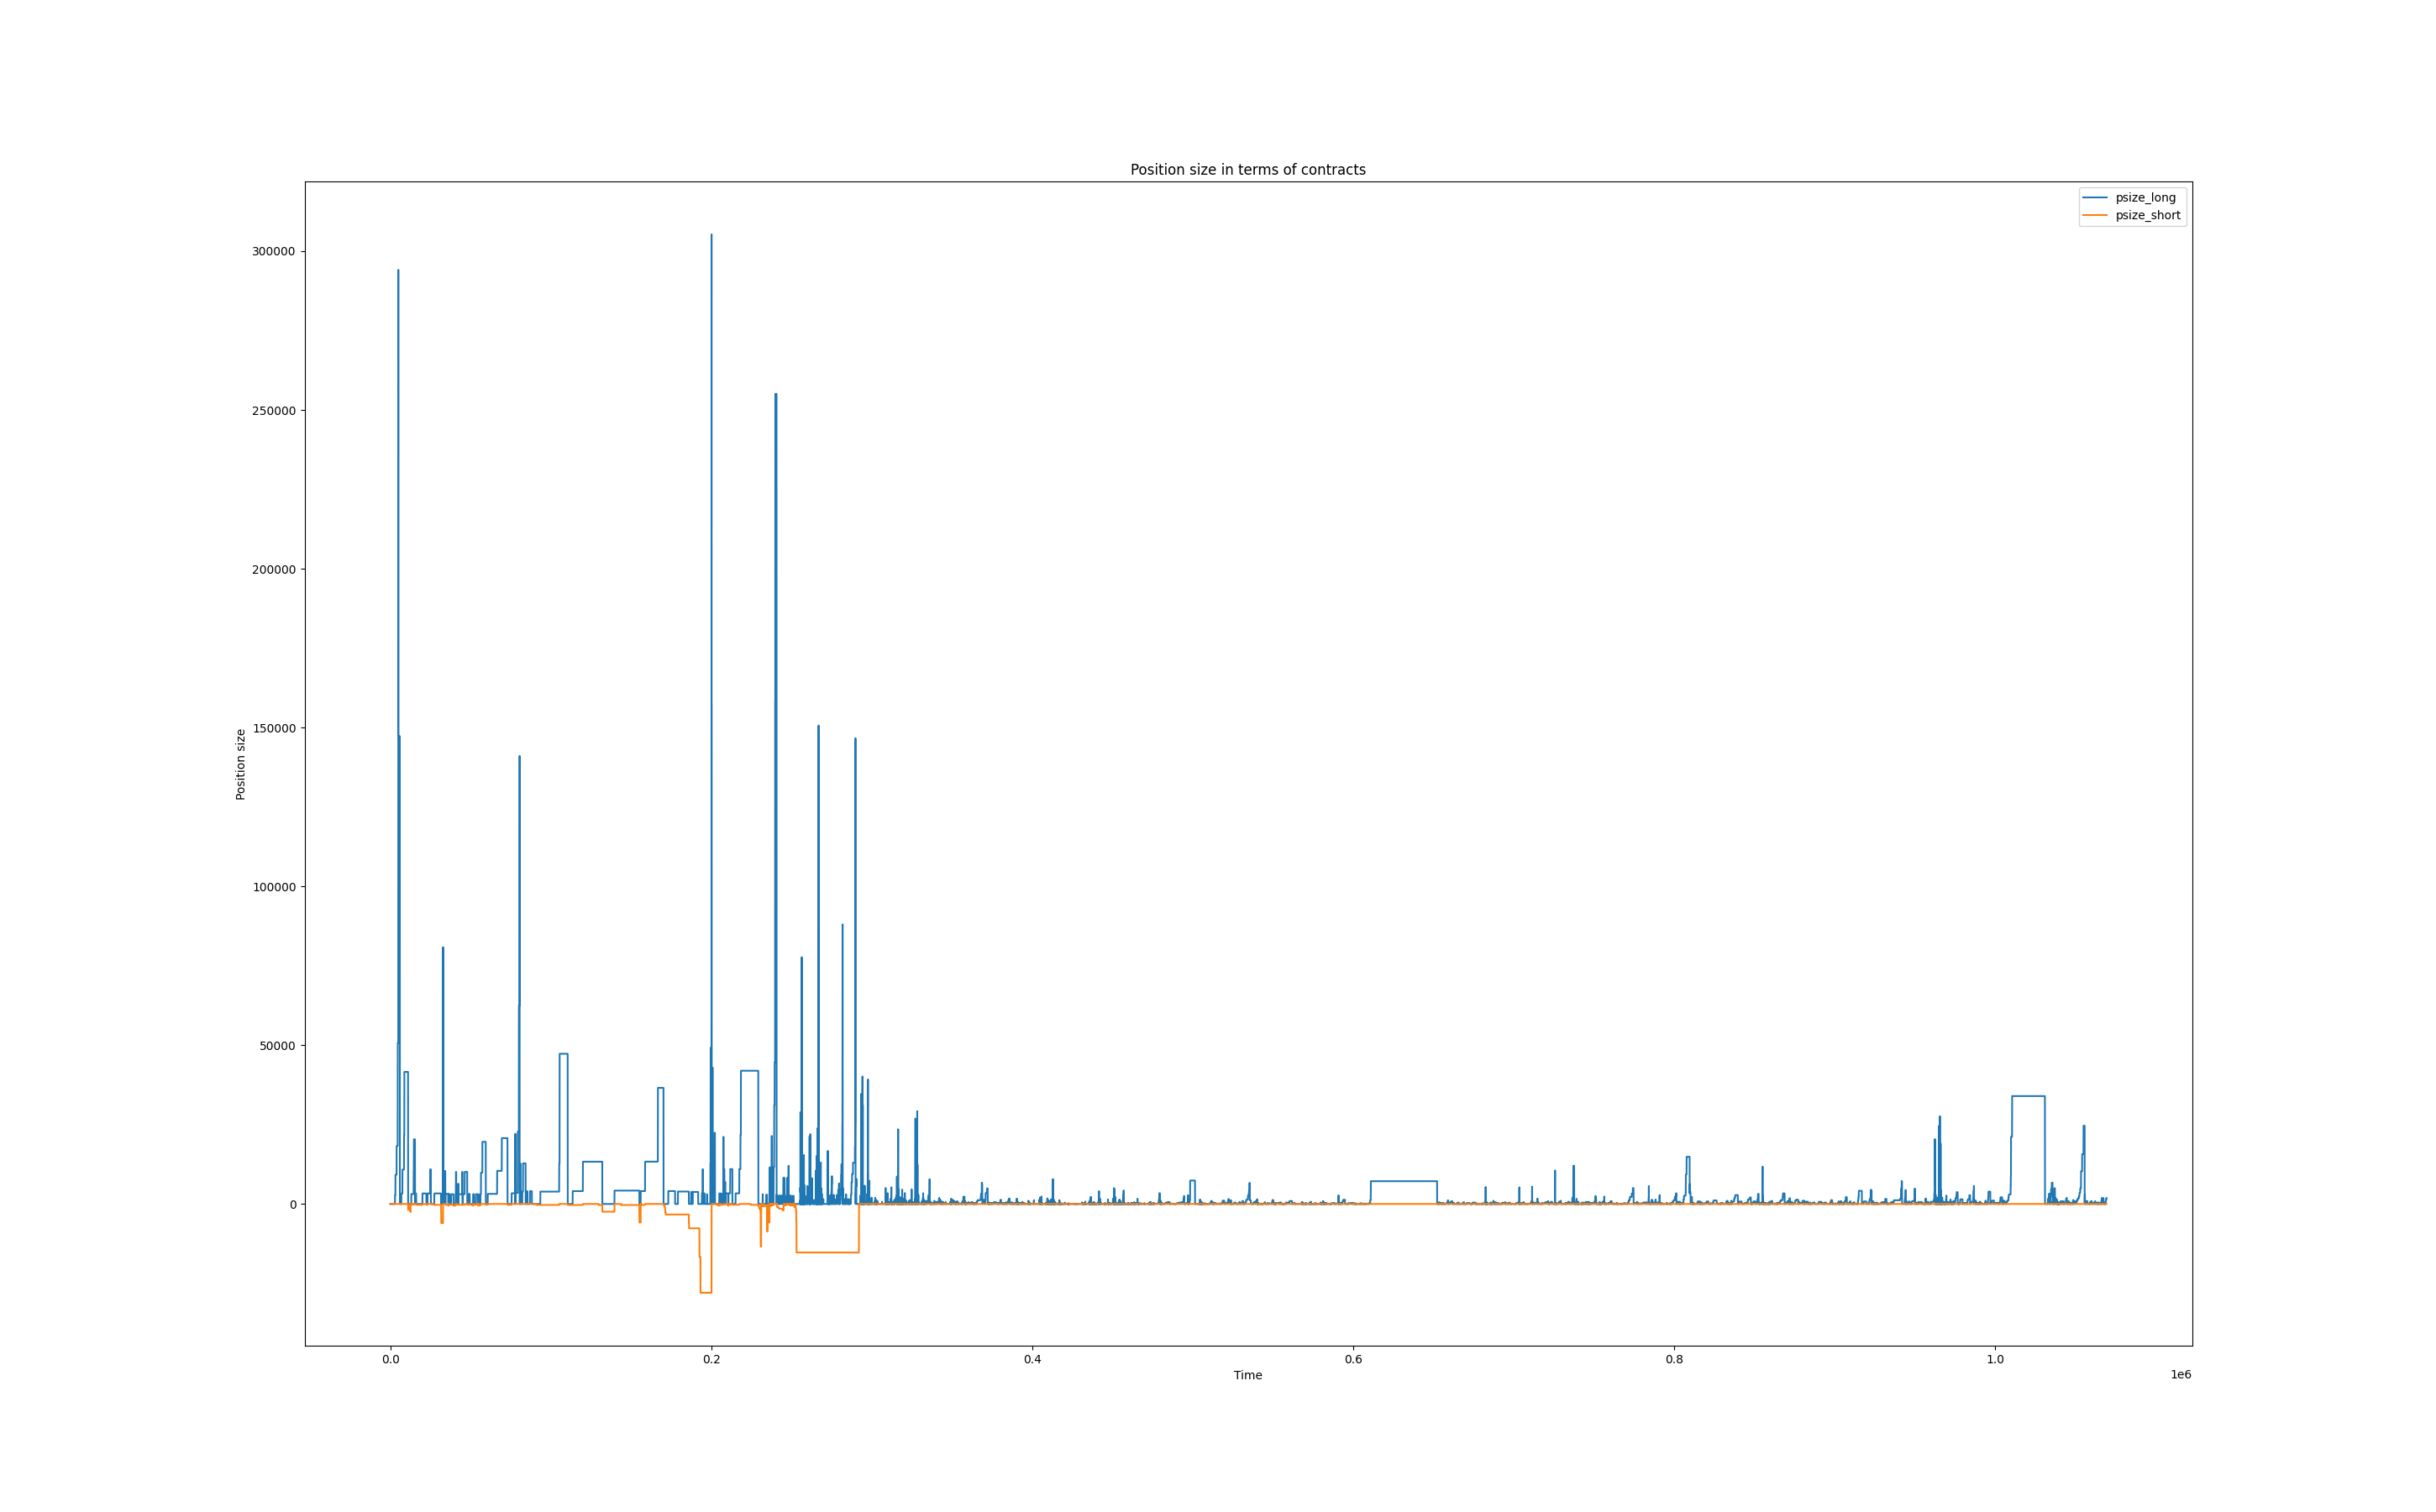 Position size in terms of contracts
psize_long
psize_short
300000
250000
200000
150000
100000
50000
0
Position size
0.0 0.2 0.4 0.6 0.8 1.0
Time
1e6